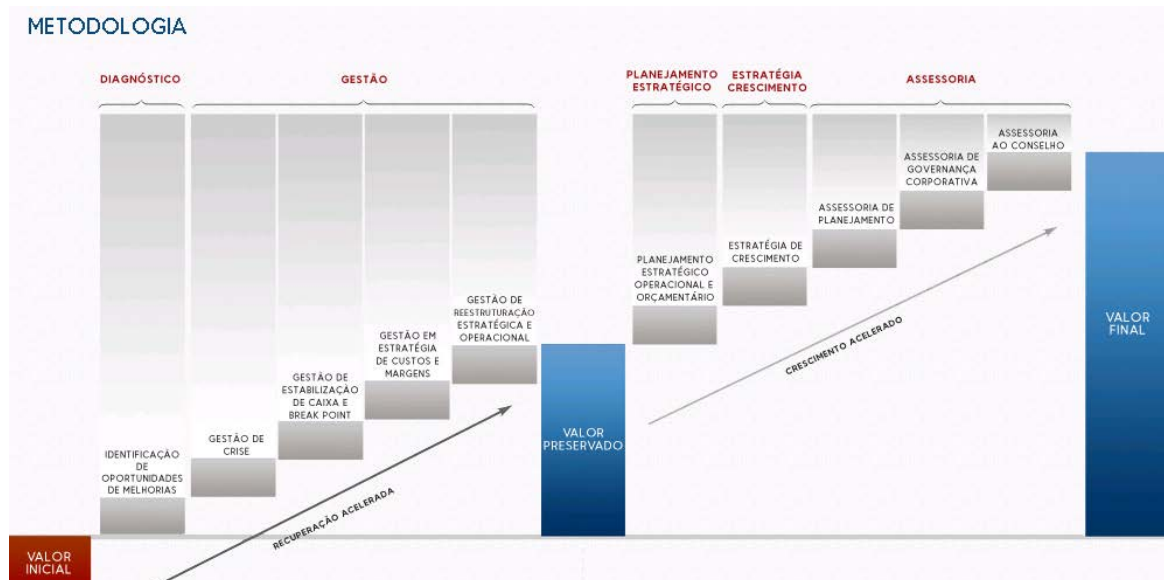 METODOLOGIA
DIAGNÓSTICO
GESTÃO
PLANEJAMENTO
ESTRATÉGICO
ESTRATÉGIA
CRESCIMENTO
ASSESSORIA
IDENTIFICAÇÃO
DE
OPORTUNIDADES
DE MELHORIAS
GESTÃO DE
CRISE
GESTÃO DE
ESTABILIZAÇÃO
DE CAIXA E
BREAK POINT
GESTÃO EM
ESTRATÉGIA
DE CUSTOS E
MARGENS
GESTÃO DE
REESTRUTURAÇÃO
ESTRATÉGICA E
OPERACIONAL
PLANEJAMENTO
ESTRATÉGICO
OPERACIONAL E
ORÇAMENTÁRIO
ESTRATÉGIA DE
CRESCIMENTO
ASSESSORIA DE
PLANEJAMENTO
ASSESSORIA DE
GOVERNANÇA
CORPORATIVA
ASSESSORIA
AO CONSELHO
VALOR
INICIAL
RECUPERAÇÃO ACELERADA
VALOR
PRESERVADO
CRESCIMENTO ACELERADO
VALOR
FINAL